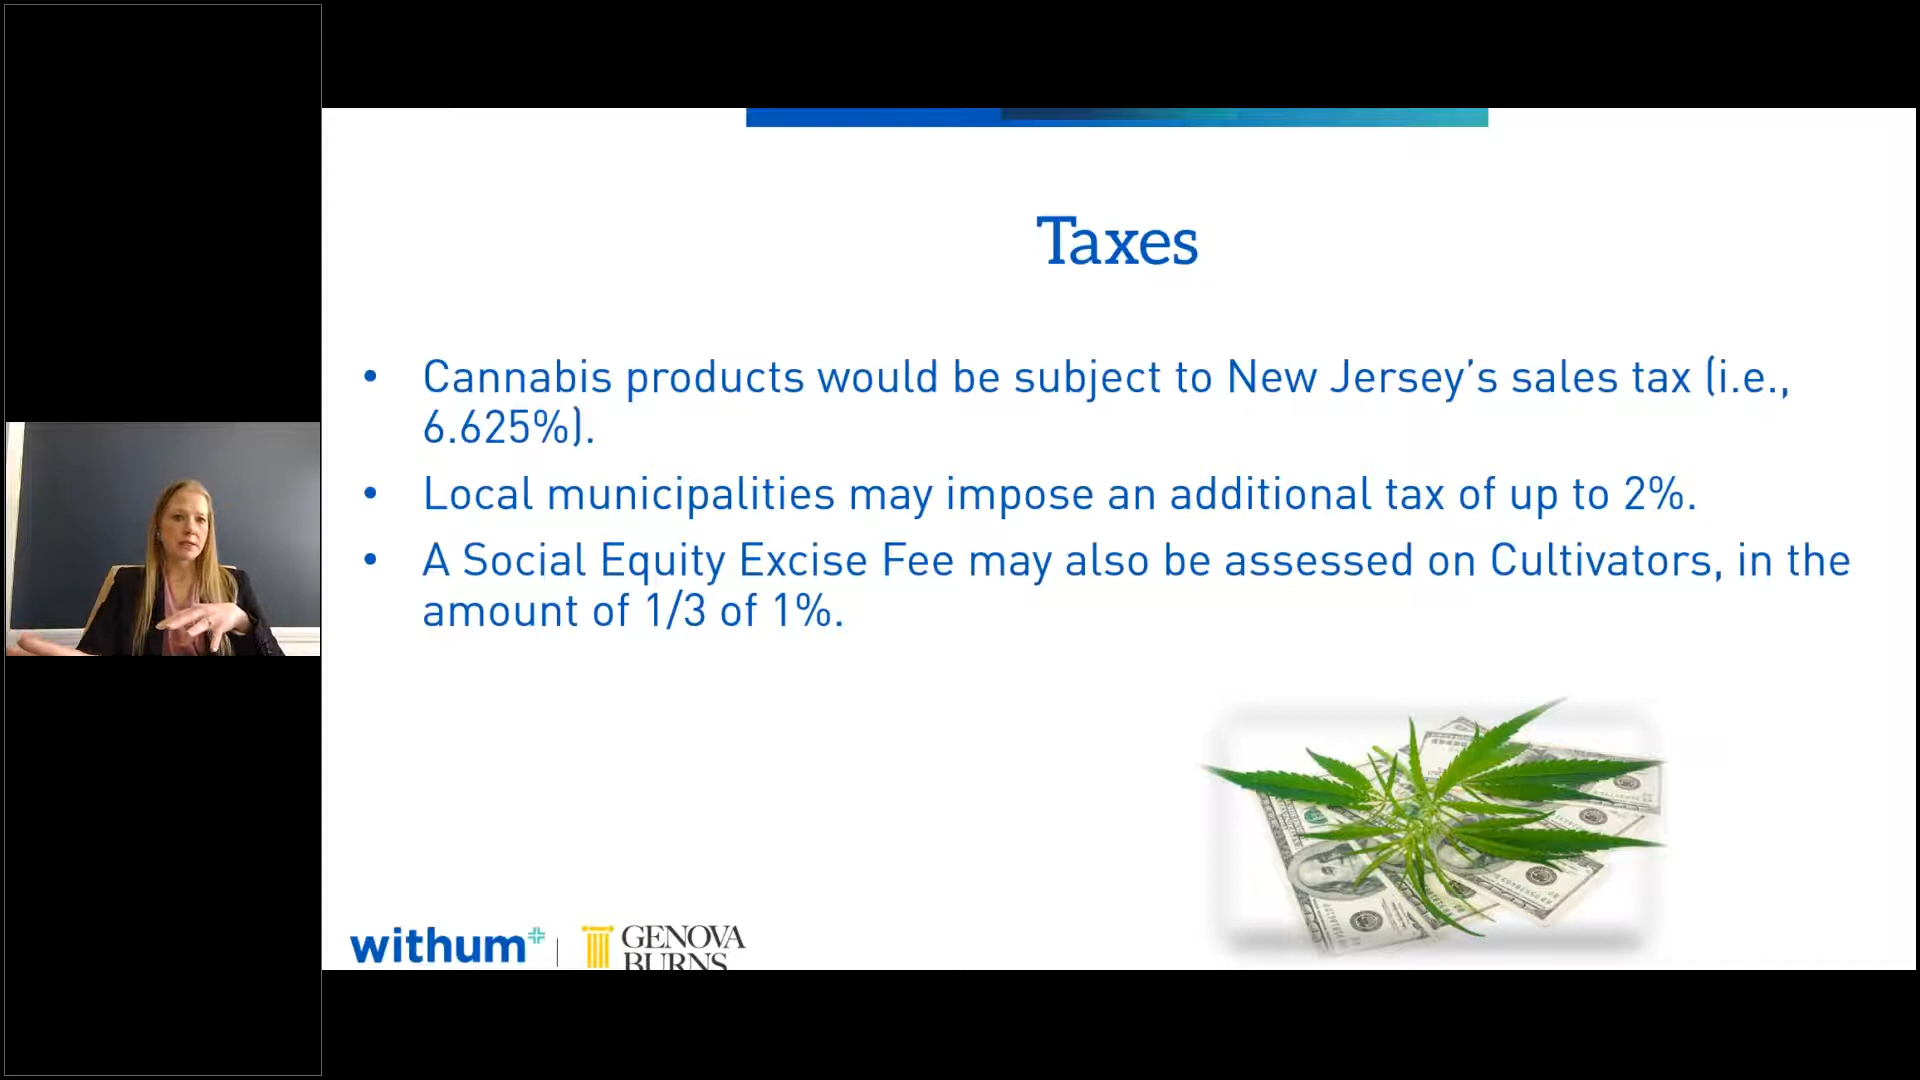 Taxes
• Cannabis products would be subject to New Jersey’s sales tax (i.e.,
6.625%).
• Local municipalities may impose an additional tax of up to 2%.
• A Social Equity Excise Fee may also be assessed on Cultivators, in the
amount of 1/3 of 1%.
withum+
GENOVA
BURNS